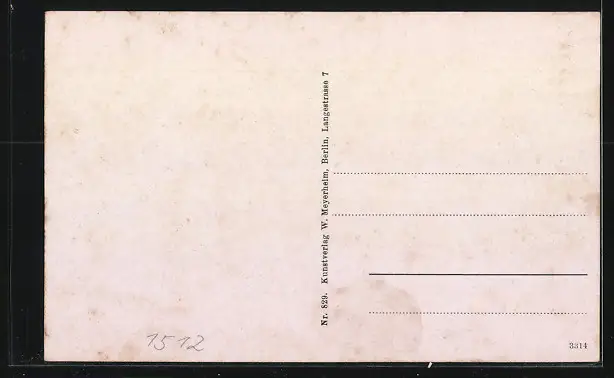 Nr. 829. Kunstverlag W. Meyerheim, Berlin, Langestrasse 7
1512
3314